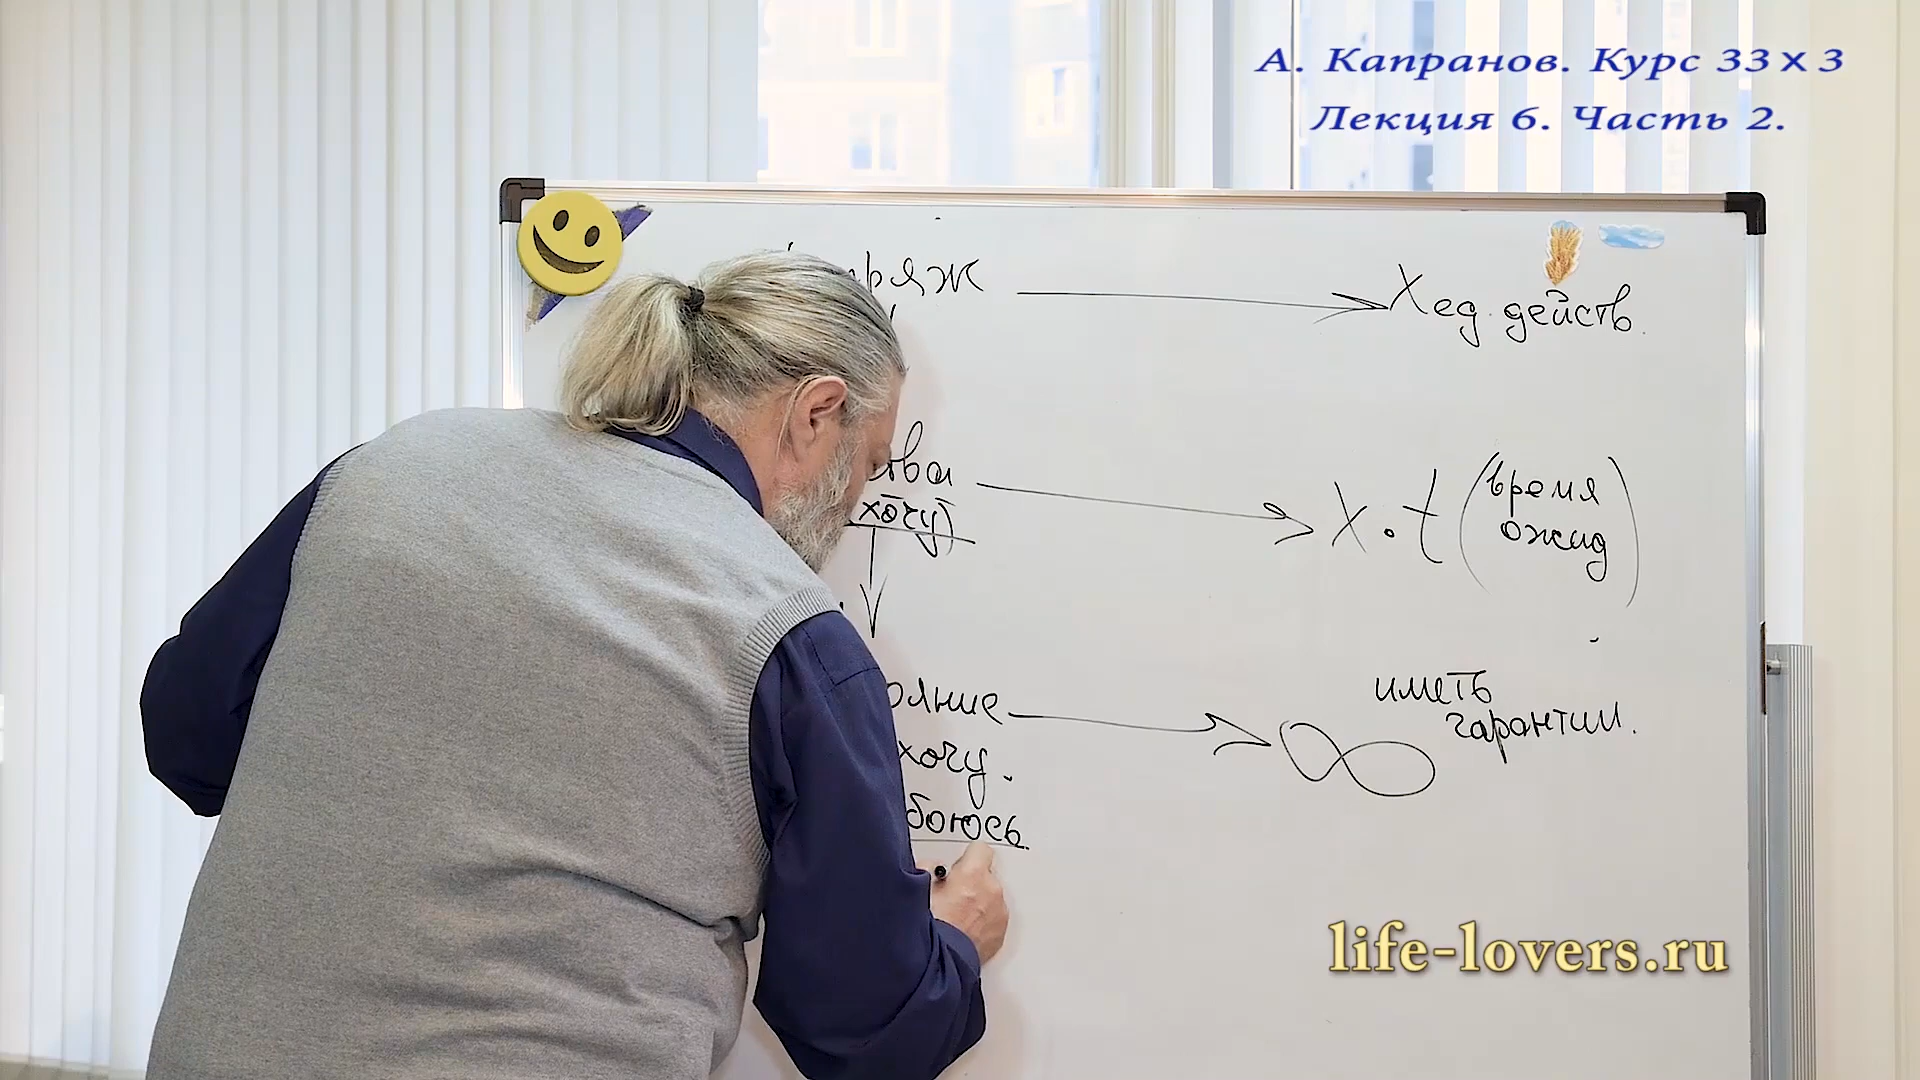 А. Капранов. Курс 33 х 3
Лекция 6. Часть 2.
Х ед. действ.
хочу)
X · t (время
ожид)
иметь
гарантии.
хочу.
боюсь.
life-lovers.ru